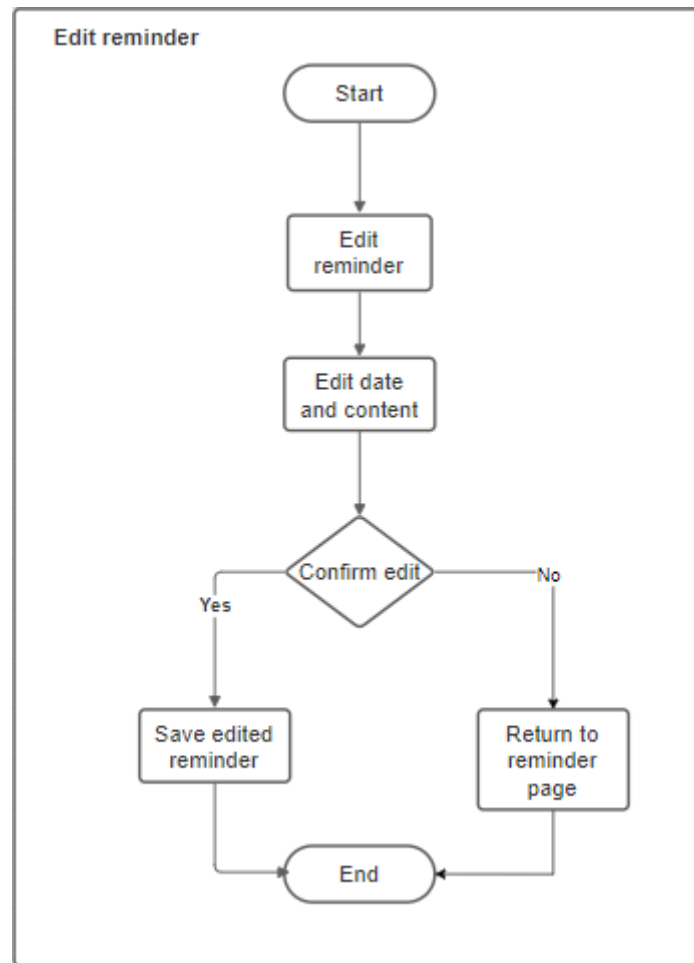 Edit reminder
Start
Edit
reminder
Edit date
and content
Confirm edit
Yes
No
Save edited
reminder
Return to
reminder
page
End